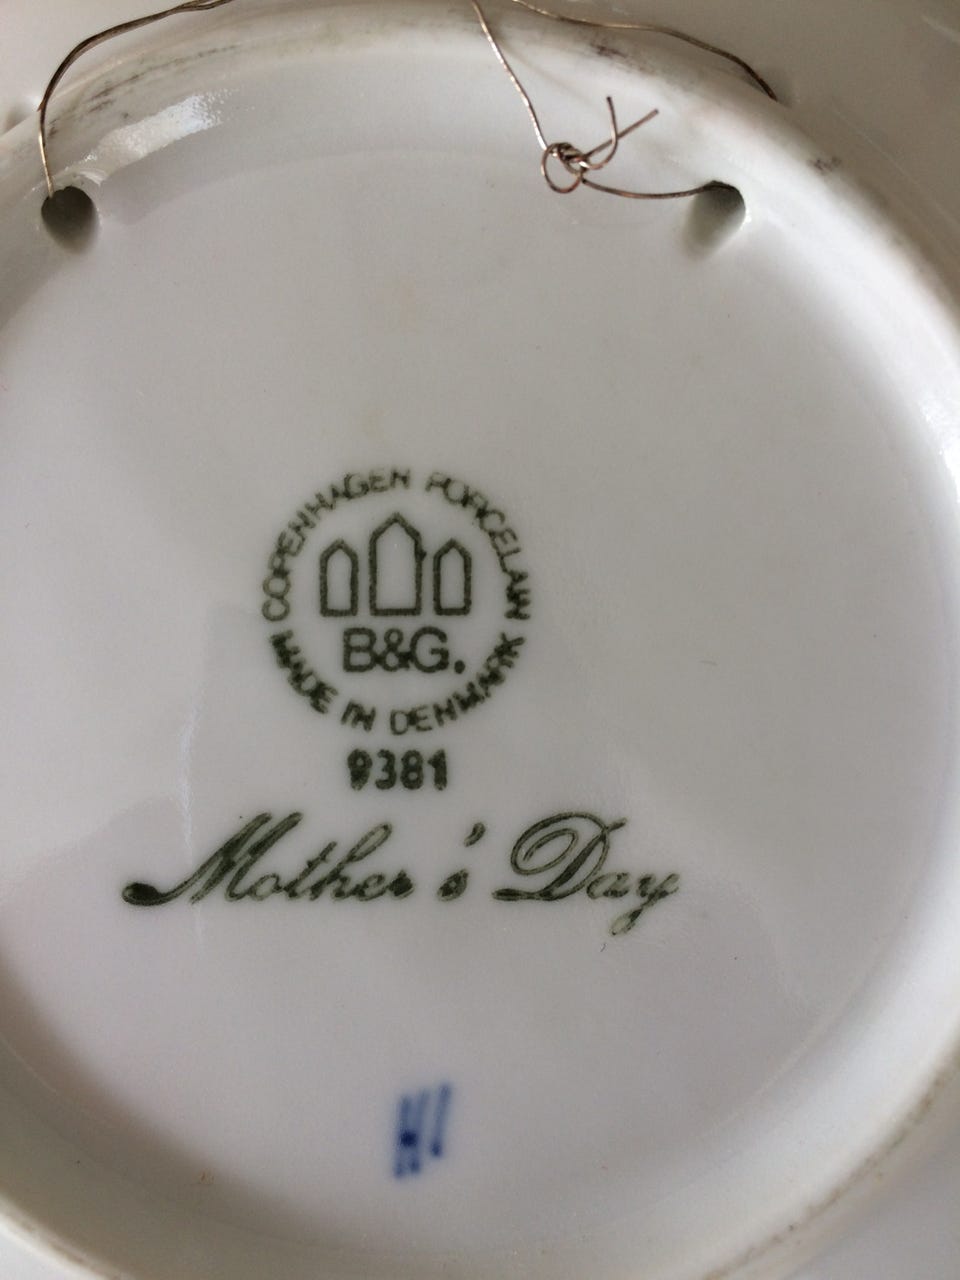 COPENHAGEN PORCELAIN
B&G.
MADE IN DENMARK
9381
Mother's Day